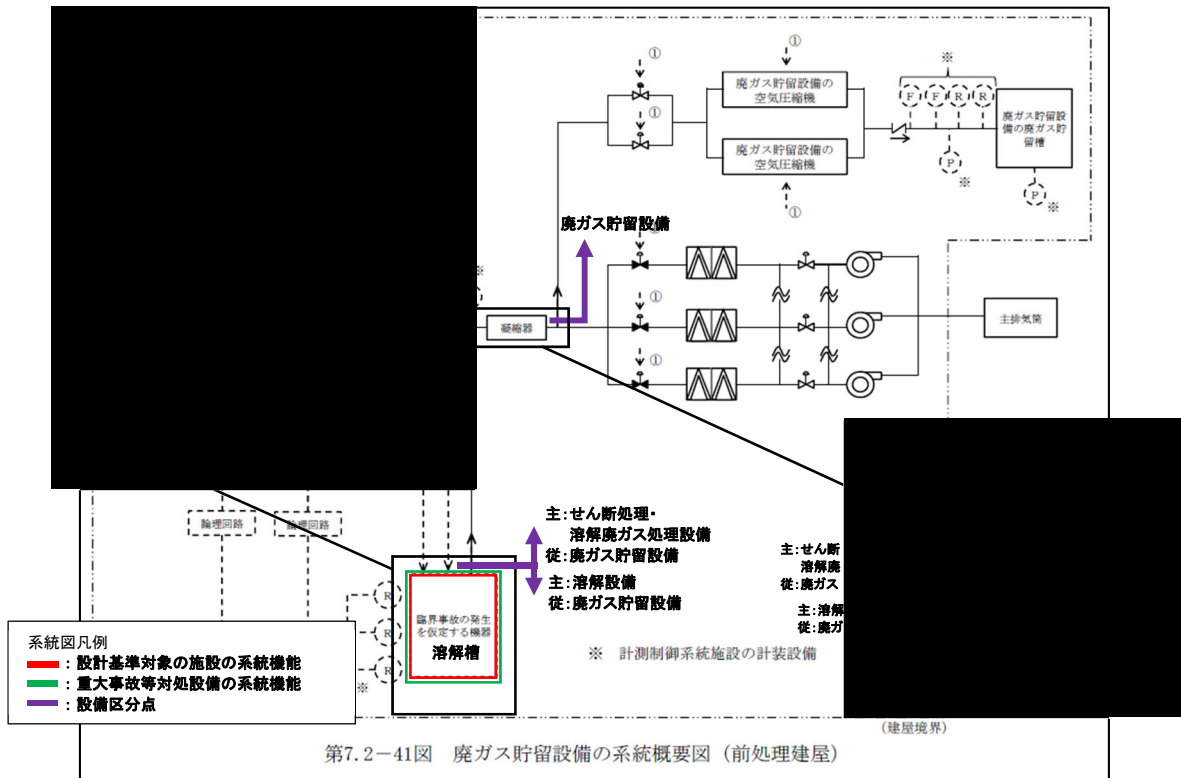 ①
①
※
廃ガス貯留設備の
空気圧縮機
F
F
R
R
①
廃ガス貯留設
備の廃ガス貯
留槽
廃ガス貯留設備の
空気圧縮機
P
※
P
※
①
廃ガス貯留設備
①
※
①
凝縮器
主排気筒
①
論理回路
論理回路
主:せん断処理・
溶解廃ガス処理設備
従:廃ガス貯留設備
主:溶解設備
従:廃ガス貯留設備
主:せん断
溶解廃
従:廃ガス
主:溶解
従:廃ガ
R
R
R
※
臨界事故の発生
を仮定する機器
溶解槽
※ 計測制御系統施設の計装設備
系統図凡例
:設計基準対象の施設の系統機能
:重大事故等対処設備の系統機能
:設備区分点
(建屋境界)
第7.2-41図 廃ガス貯留設備の系統概要図(前処理建屋)